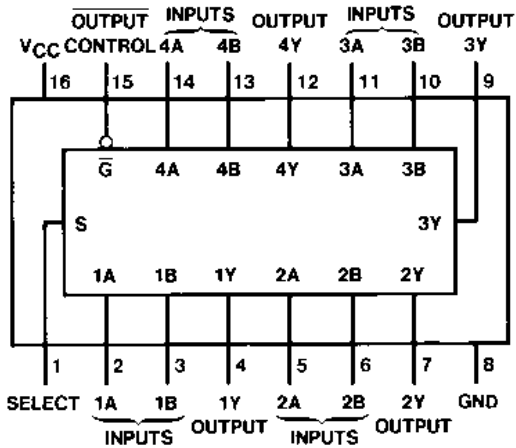 OUTPUT INPUTS OUTPUT INPUTS OUTPUT
VCC CONTROL 4A 4B 4Y 3A 3B 3Y
16 15 14 13 12 11 10 9
G 4A 4B 4Y 3A 3B
S 3Y
1A 1B 1Y 2A 2B 2Y
1 2 3 4 5 6 7 8
SELECT 1A 1B 1Y 2A 2B 2Y GND
INPUTS OUTPUT INPUTS OUTPUT